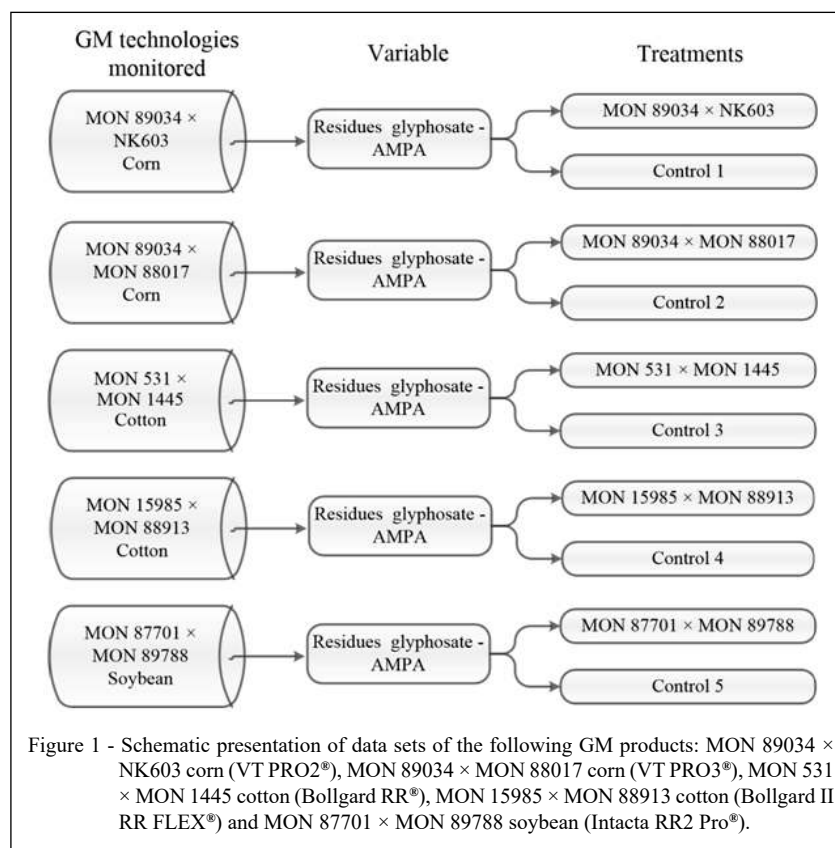 GM technologies
monitored
Variable
Treatments
MON 89034 ×
NK603
Corn
Residues glyphosate -
AMPA
MON 89034 × NK603
Control 1
MON 89034 ×
MON 88017
Corn
Residues glyphosate -
AMPA
MON 89034 × MON 88017
Control 2
MON 531 ×
MON 1445
Cotton
Residues glyphosate -
AMPA
MON 531 × MON 1445
Control 3
MON 15985 ×
MON 88913
Cotton
Residues glyphosate -
AMPA
MON 15985 × MON 88913
Control 4
MON 87701 ×
MON 89788
Soybean
Residues glyphosate -
AMPA
MON 87701 × MON 89788
Control 5
Figure 1 - Schematic presentation of data sets of the following GM products: MON 89034 ×
NK603 corn (VT PRO2®), MON 89034 × MON 88017 corn (VT PRO3®), MON 531
× MON 1445 cotton (Bollgard RR®), MON 15985 × MON 88913 cotton (Bollgard II
RR FLEX®) and MON 87701 × MON 89788 soybean (Intacta RR2 Pro®).